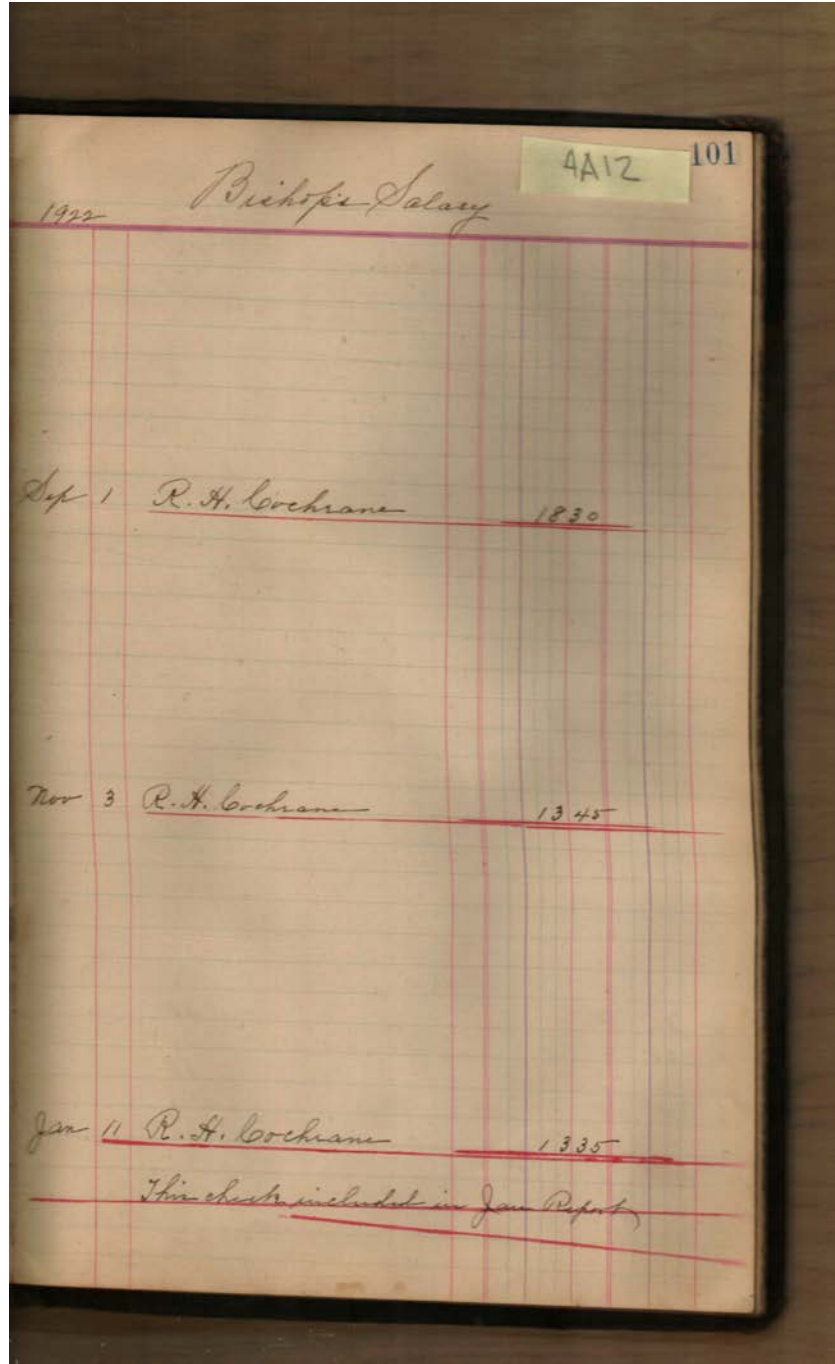 4A12 101
Bishop's Salary
1922
Sep 1 R. H. Cochrane 1830
Nov 3 R. H. Cochrane 1345
Jan 11 R. H. Cochrane 1335
This check included in Jan Report